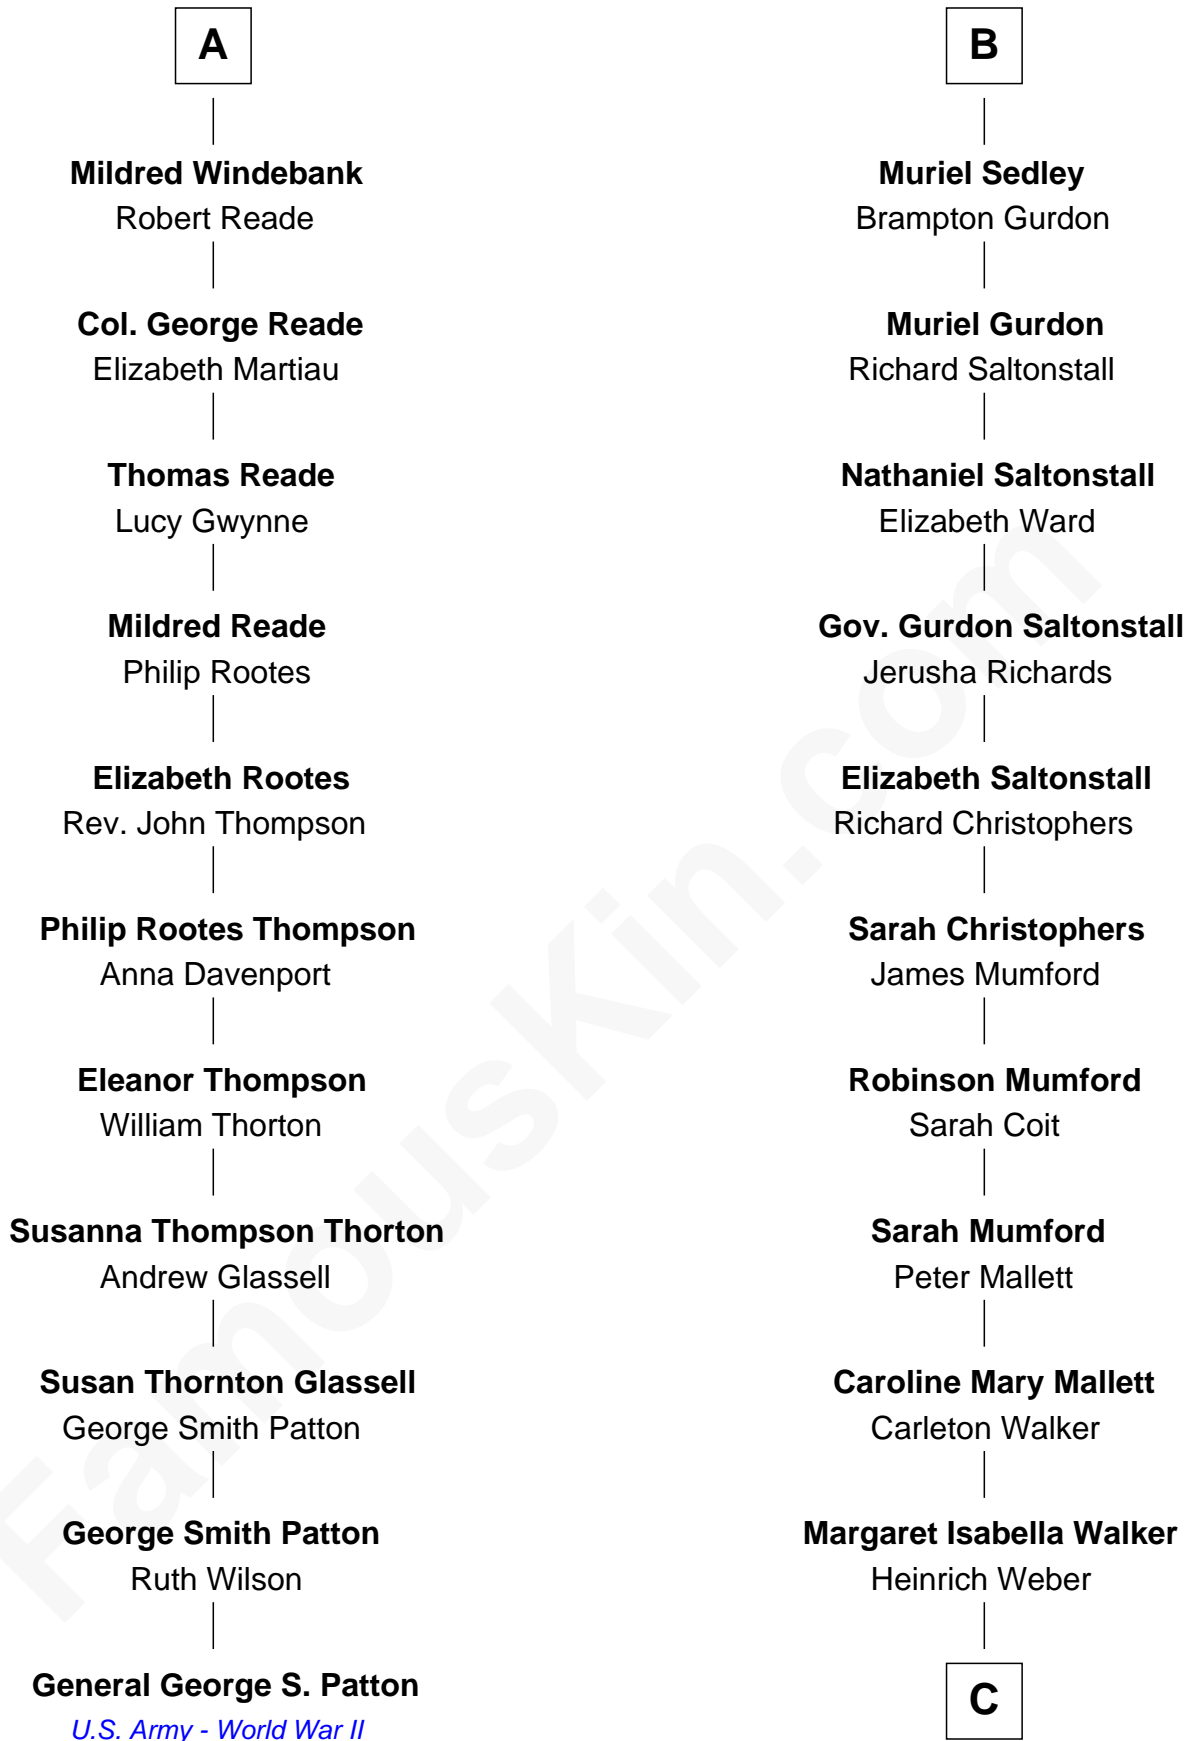 A
Mildred Windebank
Robert Reade
Col. George Reade
Elizabeth Martiau
Thomas Reade
Lucy Gwynne
Mildred Reade
Philip Rootes
Elizabeth Rootes
Rev. John Thompson
Philip Rootes Thompson
Anna Davenport
Eleanor Thompson
William Thorton
Susanna Thompson Thorton
Andrew Glassell
Susan Thornton Glassell
George Smith Patton
George Smith Patton
Ruth Wilson
General George S. Patton
U.S. Army - World War II
B
Muriel Sedley
Brampton Gurdon
Muriel Gurdon
Richard Saltonstall
Nathaniel Saltonstall
Elizabeth Ward
Gov. Gurdon Saltonstall
Jerusha Richards
Elizabeth Saltonstall
Richard Christophers
Sarah Christophers
James Mumford
Robinson Mumford
Sarah Coit
Sarah Mumford
Peter Mallett
Caroline Mary Mallett
Carleton Walker
Margaret Isabella Walker
Heinrich Weber
C
FamousKin.com